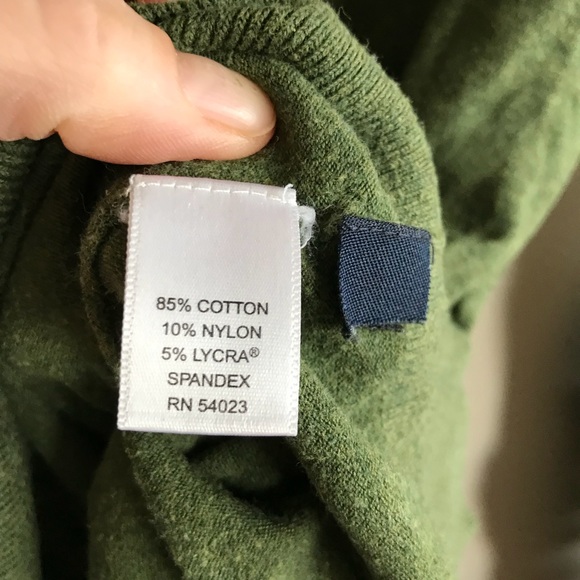 85% COTTON
10% NYLON
5% LYCRA®
SPANDEX
RN 54023